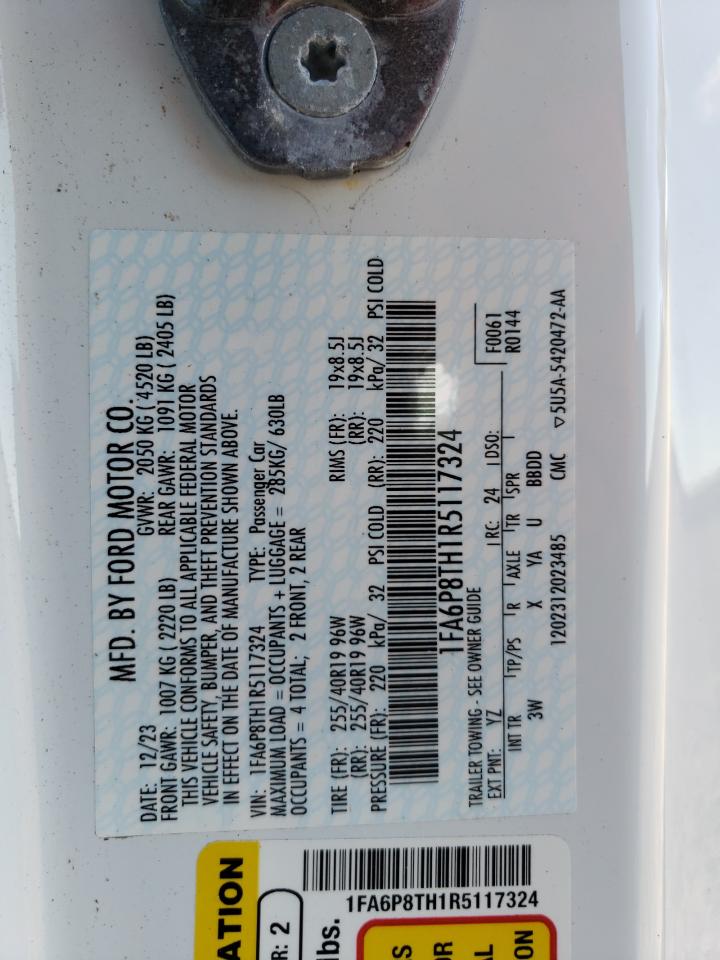 MFD. BY FORD MOTOR CO.
DATE: 12/23 GVWR: 2050 KG ( 4520 LB)
FRONT GAWR: 1007 KG ( 2220 LB) REAR GAWR: 1091 KG ( 2405 LB)
THIS VEHICLE CONFORMS TO ALL APPLICABLE FEDERAL MOTOR
VEHICLE SAFETY, BUMPER, AND THEFT PREVENTION STANDARDS
IN EFFECT ON THE DATE OF MANUFACTURE SHOWN ABOVE.
VIN: 1FA6P8TH1R5117324 TYPE: Passenger Car
MAXIMUM LOAD = OCCUPANTS + LUGGAGE = 285KG/ 630LB
OCCUPANTS = 4 TOTAL; 2 FRONT, 2 REAR
TIRE (FR): 255/40R19 96W RIMS (FR): 19x8.5J
(RR): 255/40R19 96W (RR): 19x8.5J
PRESSURE (FR): 220 kPa/ 32 PSI COLD (RR): 220 kPa/ 32 PSI COLD
1FA6P8TH1R5117324
TRAILER TOWING - SEE OWNER GUIDE
EXT PNT: YZ RC: 24 DSO: F0061
INT TR TP/PS R AXLE TR SPR R0144
3W X YA U BBDD
1202312023485 CMC ▽5U5A-5420472-AA
1FA6P8TH1R5117324
ATION
R: 2
lbs.
ON